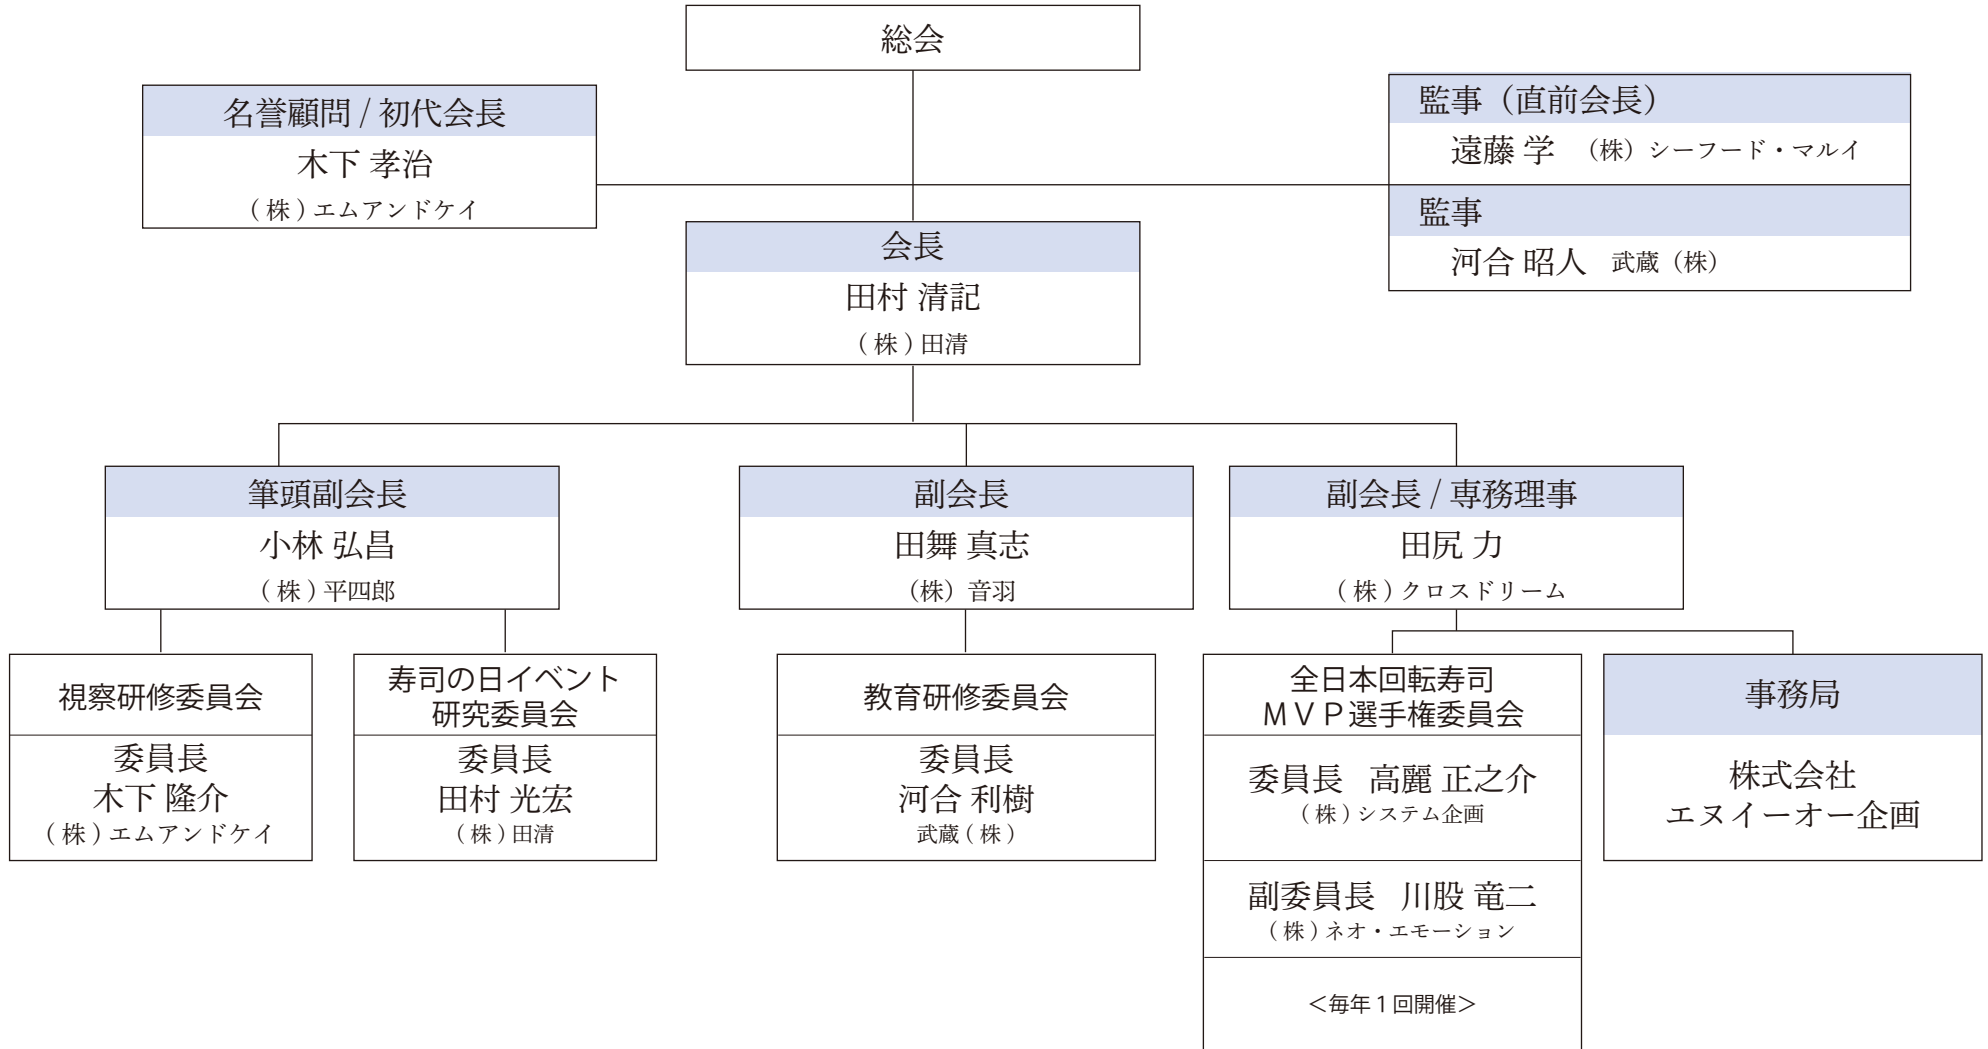 総会
名誉顧問 / 初代会長
木下 孝治
( 株 ) エムアンドケイ
監事（直前会長）
遠藤 学 （株）シーフード・マルイ
監事
河合 昭人 武蔵（株）
会長
田村 清記
( 株 ) 田清
筆頭副会長
小林 弘昌
( 株 ) 平四郎
副会長
田舞 真志
（株）音羽
副会長 / 専務理事
田尻 力
( 株 ) クロスドリーム
視察研修委員会
委員長
木下 隆介
( 株 ) エムアンドケイ
寿司の日イベント
研究委員会
委員長
田村 光宏
( 株 ) 田清
教育研修委員会
委員長
河合 利樹
武蔵 ( 株 )
全日本回転寿司
ＭＶＰ選手権委員会
委員長 高麗 正之介
( 株 ) システム企画
副委員長 川股 竜二
( 株 ) ネオ・エモーション
＜毎年１回開催＞
事務局
株式会社
エヌイーオー企画